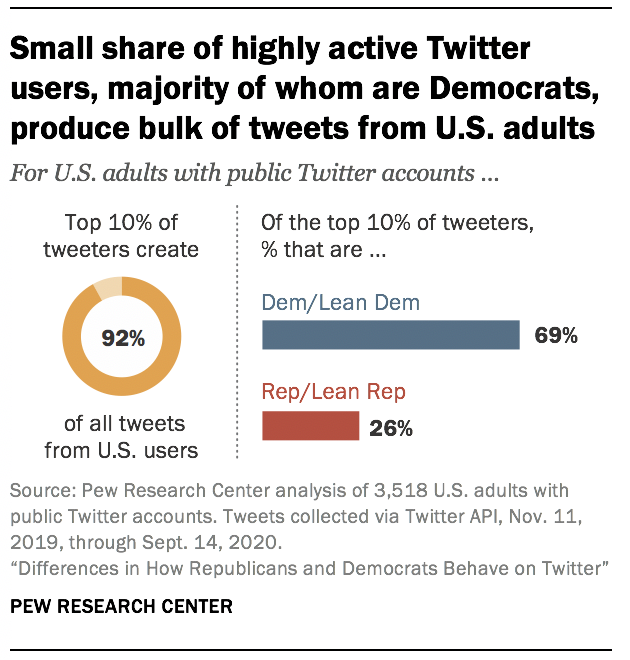 Small share of highly active Twitter
users, majority of whom are Democrats,
produce bulk of tweets from U.S. adults
For U.S. adults with public Twitter accounts ...
Top 10% of
tweeters create
92%
of all tweets
from U.S. users
Of the top 10% of tweeters,
% that are ...
Dem/Lean Dem
69%
Rep/Lean Rep
26%
Source: Pew Research Center analysis of 3,518 U.S. adults with
public Twitter accounts. Tweets collected via Twitter API, Nov. 11,
2019, through Sept. 14, 2020.
“Differences in How Republicans and Democrats Behave on Twitter”
PEW RESEARCH CENTER